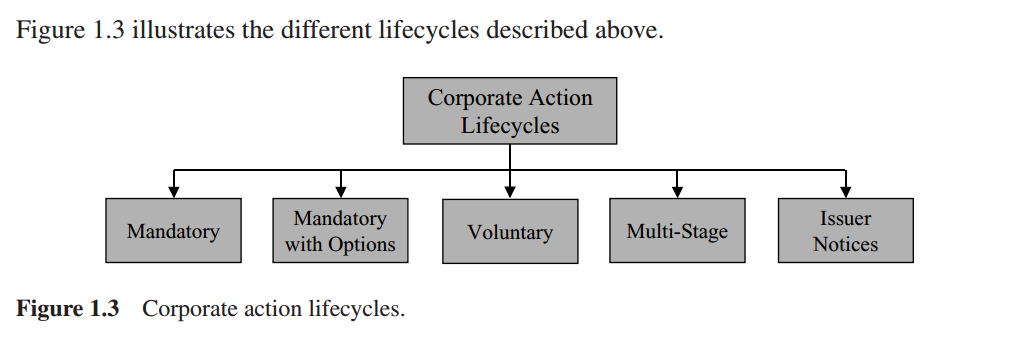 Figure 1.3 illustrates the different lifecycles described above.
Corporate Action
Lifecycles
Mandatory
Mandatory
with Options
Voluntary
Multi-Stage
Issuer
Notices
Figure 1.3 Corporate action lifecycles.